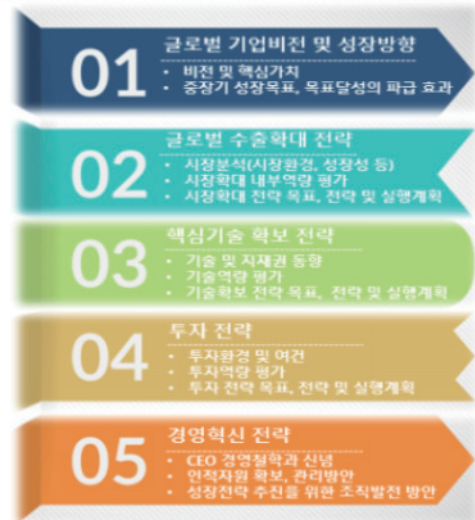 01
글로벌 기업비전 및 성장방향
• 비전 및 핵심가치
• 중장기 성장목표, 목표달성의 파급 효과
02
글로벌 수출확대 전략
• 시장분석(시장환경, 성장성 등)
• 시장확대 내부역량 평가
• 시장확대 전략 목표, 전략 및 실행계획
03
핵심기술 확보 전략
• 기술 및 지재권 동향
• 기술역량 평가
• 기술확보 전략 목표, 전략 및 실행계획
04
투자 전략
• 투자환경 및 여건
• 투자역량 평가
• 투자 전략 목표, 전략 및 실행계획
05
경영혁신 전략
• CEO 경영철학과 신념
• 인적자원 확보, 관리방안
• 성장전략 추진을 위한 조직발전 방안